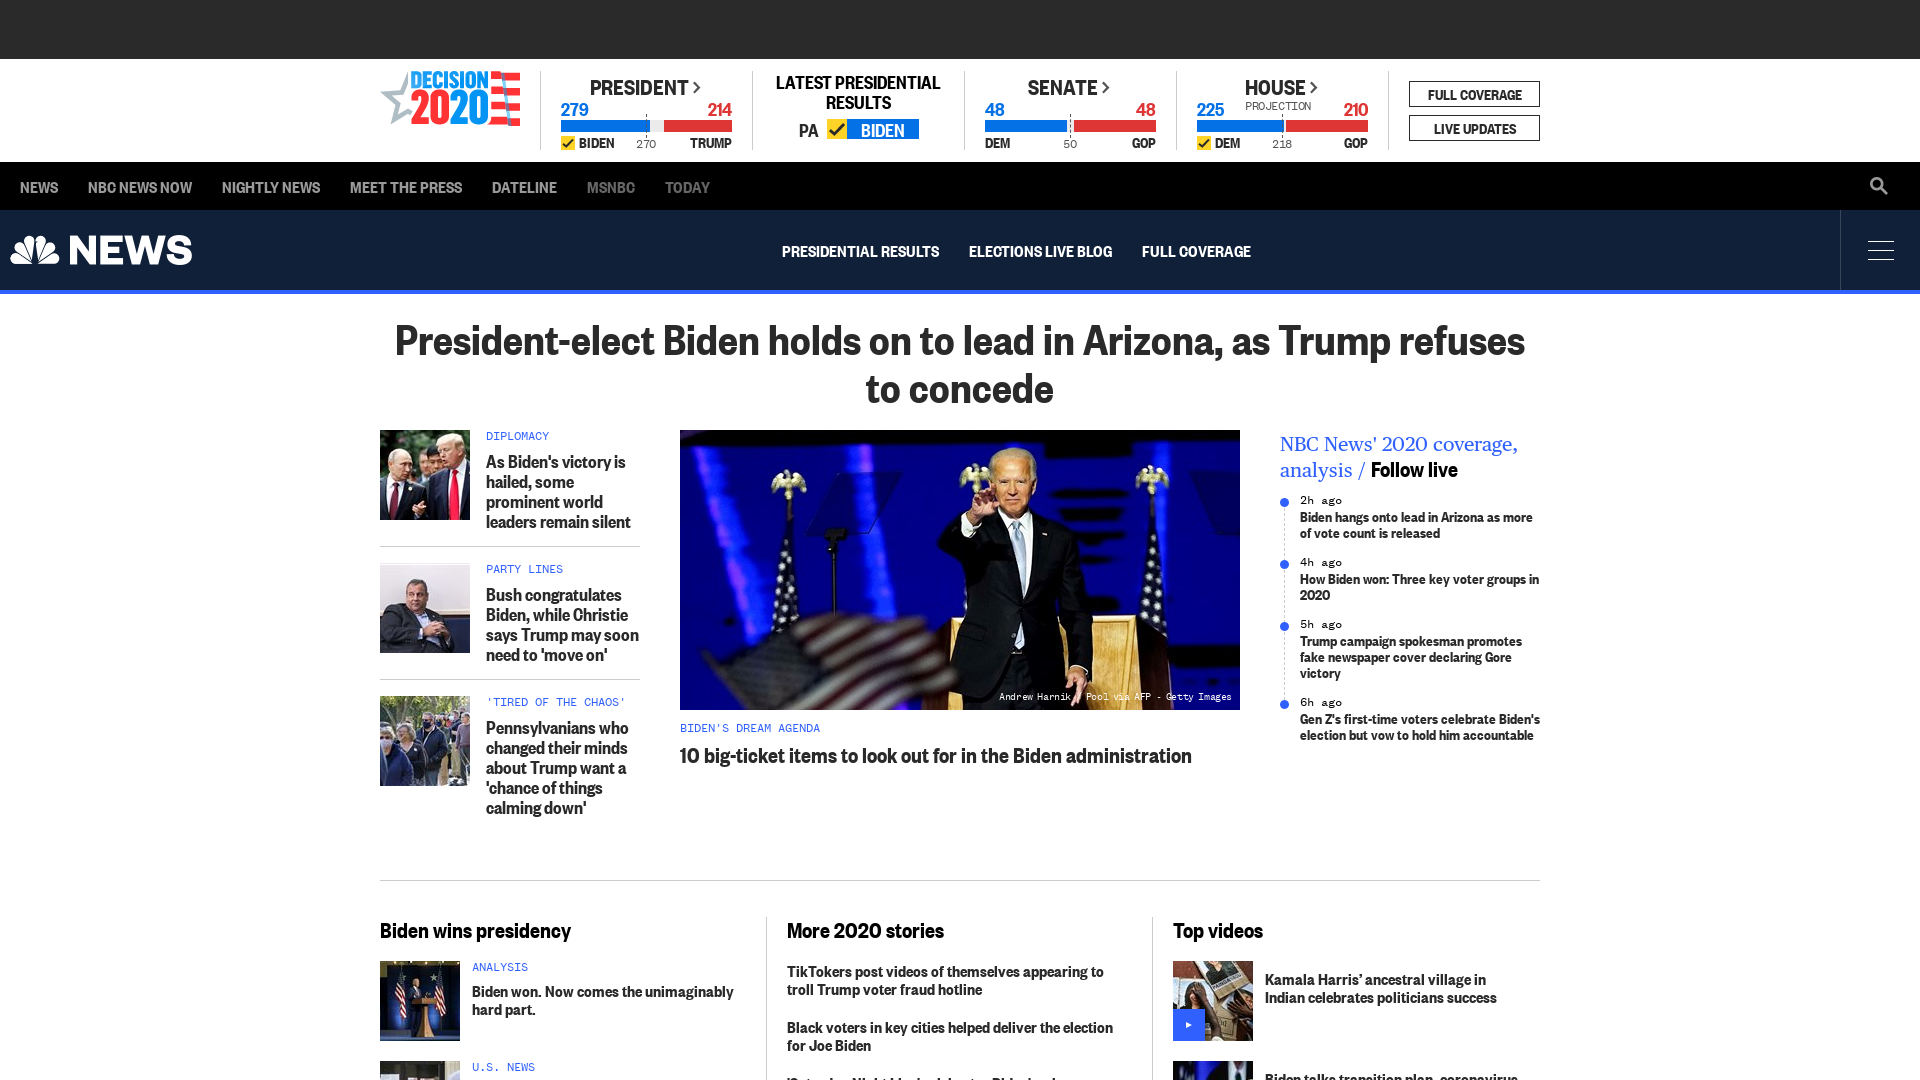 DECISION
2020
PRESIDENT
279
214
BIDEN
270
TRUMP
LATEST PRESIDENTIAL
RESULTS
PA
BIDEN
SENATE
48
48
DEM
50
GOP
HOUSE
225
PROJECTION
210
DEM
218
GOP
FULL COVERAGE
LIVE UPDATES
NEWS
NBC NEWS NOW
NIGHTLY NEWS
MEET THE PRESS
DATELINE
MSNBC
TODAY
NEWS
PRESIDENTIAL RESULTS
ELECTIONS LIVE BLOG
FULL COVERAGE
President-elect Biden holds on to lead in Arizona, as Trump refuses
to concede
DIPLOMACY
As Biden's victory is
hailed, some
prominent world
leaders remain silent
PARTY LINES
Bush congratulates
Biden, while Christie
says Trump may soon
need to 'move on'
'TIRED OF THE CHAOS'
Pennsylvanians who
changed their minds
about Trump want a
'chance of things
calming down'
Andrew Harnik / Pool via AFP - Getty Images
BIDEN'S DREAM AGENDA
10 big-ticket items to look out for in the Biden administration
NBC News' 2020 coverage,
analysis / Follow live
2h ago
Biden hangs onto lead in Arizona as more
of vote count is released
4h ago
How Biden won: Three key voter groups in
2020
5h ago
Trump campaign spokesman promotes
fake newspaper cover declaring Gore
victory
6h ago
Gen Z's first-time voters celebrate Biden's
election but vow to hold him accountable
Biden wins presidency
ANALYSIS
Biden won. Now comes the unimaginably
hard part.
U.S. NEWS
More 2020 stories
TikTokers post videos of themselves appearing to
troll Trump voter fraud hotline
Black voters in key cities helped deliver the election
for Joe Biden
Top videos
Kamala Harris’ ancestral village in
Indian celebrates politicians success
Biden talks transition plan, coronavirus